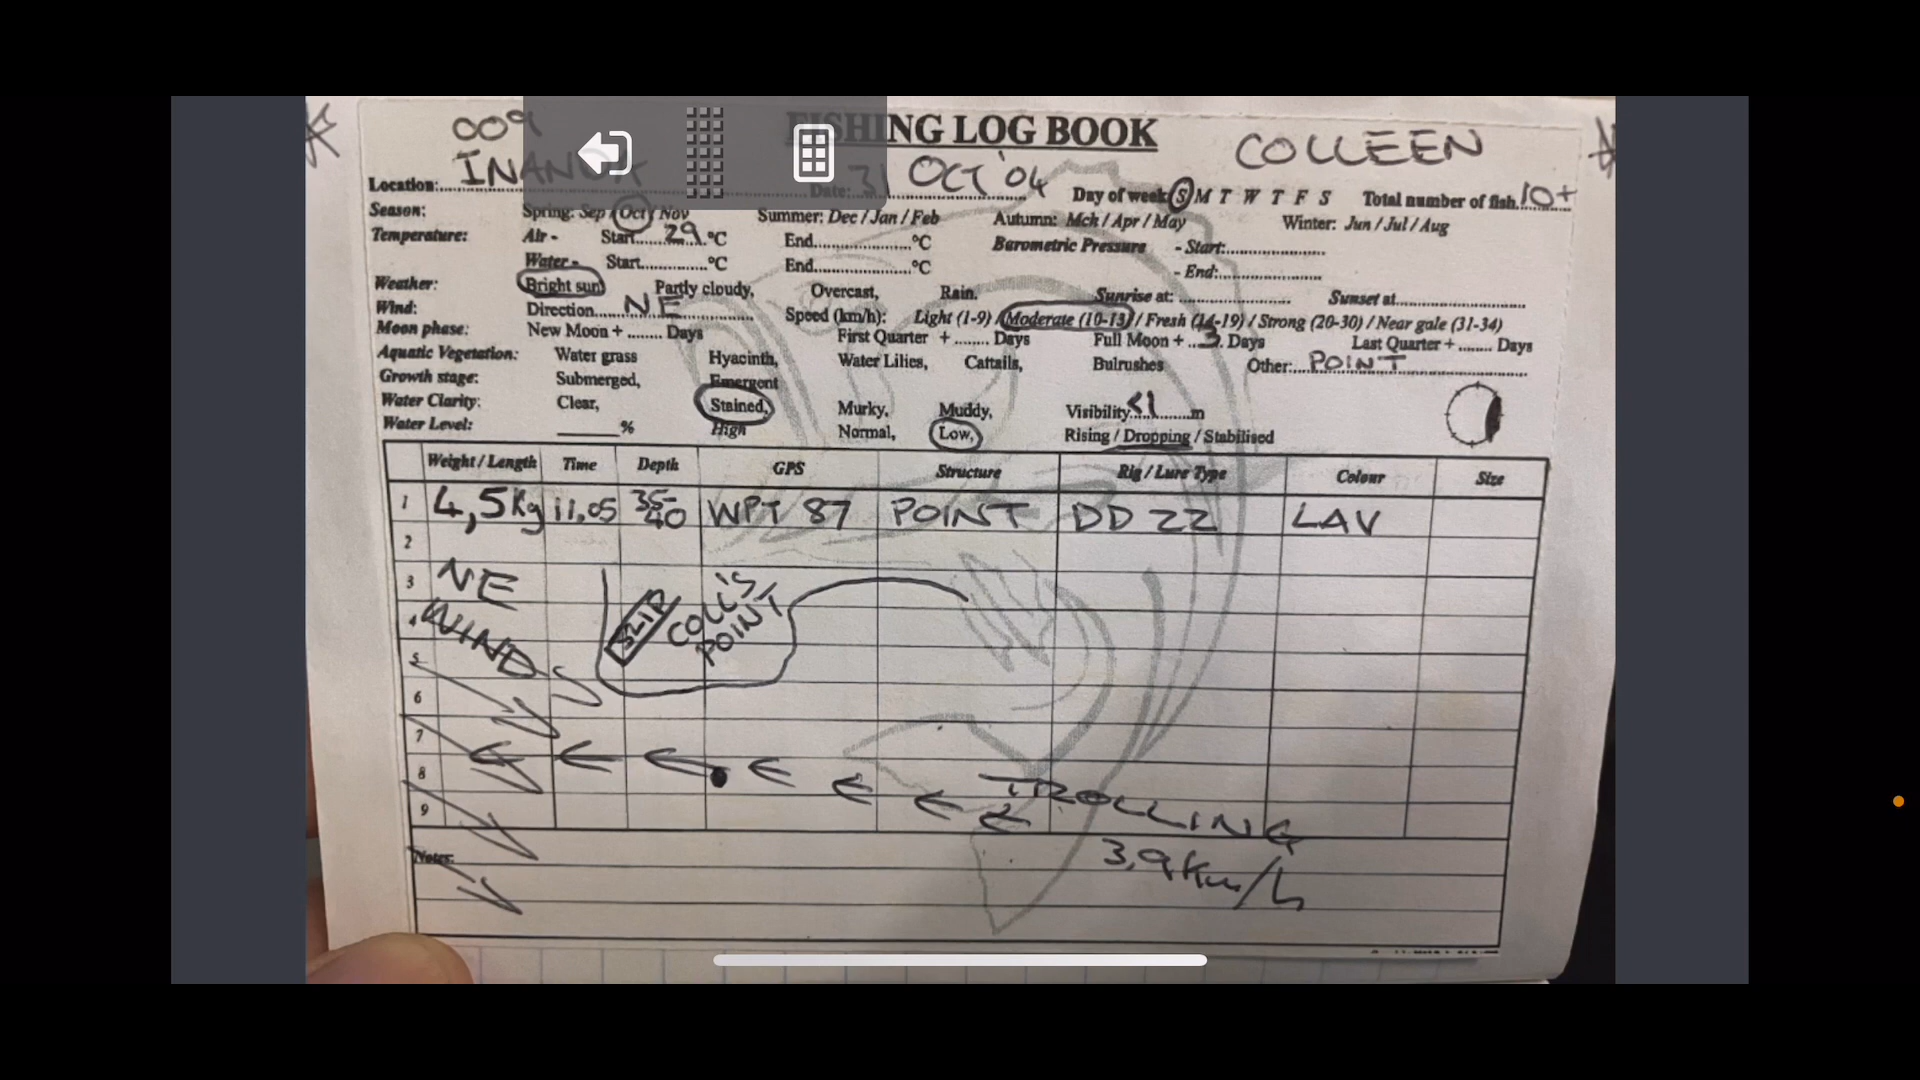 009 FISHING LOG BOOK COLLEEN
Location: INANDA Date: 31 OCT '04 Day of week S M T W T F S Total number of fish. 10+
Season: Spring: Sep / Oct / Nov Summer: Dec / Jan / Feb Autumn: Mch / Apr / May Winter: Jun / Jul / Aug
Temperature: Air - Start 29 °C End °C Barometric Pressure - Start:
Water - Start °C End °C - End:
Weather: Bright sun, Partly cloudy, Overcast, Rain. Sunrise at: Sunset at
Wind: Direction NE Speed (km/h): Light (1-9) / Moderate (10-13) / Fresh (14-19) / Strong (20-30) / Near gale (31-34)
Moon phase: New Moon + Days First Quarter + Days Full Moon + 3 Days Last Quarter + Days
Aquatic Vegetation: Water grass Hyacinth, Water Lilies, Cattails, Bulrushes Other: POINT
Growth stage: Submerged, Emergent
Water Clarity: Clear, Stained, Murky, Muddy, Visibility <1 m
Water Level: % High Normal, Low, Rising / Dropping / Stabilised
Weight / Length Time Depth GPS Structure Rig / Lure Type Colour Size
1 4,5Kg 11.05 35-40 WPT 87 POINT DD 22 LAV
2
3 NE
4 WINDS
SLIP COLL'S POINT
5
6
7
8
9
TROLLING
3,9 Km/h
Notes: